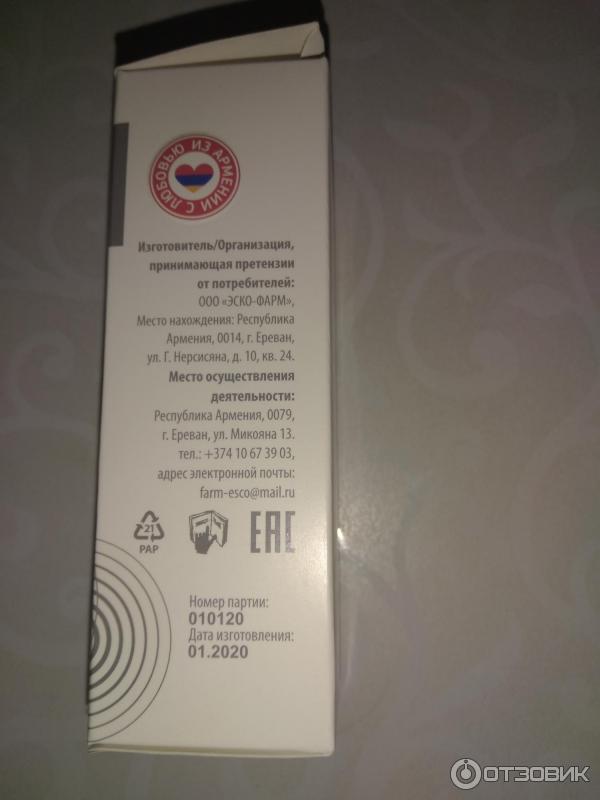 С ЛЮБОВЬЮ ИЗ АРМЕНИИ
Изготовитель/Организация,
принимающая претензии
от потребителей:
ООО «ЭСКО-ФАРМ»,
Место нахождения: Республика
Армения, 0014, г. Ереван,
ул. Г. Нерсисяна, д. 10, кв. 24.
Место осуществления
деятельности:
Республика Армения, 0079,
г. Ереван, ул. Микояна 13.
тел.: +374 10 67 39 03,
адрес электронной почты:
farm-esco@mail.ru
21
PAP
EAC
Номер партии:
010120
Дата изготовления:
01.2020
ОТЗОВИК